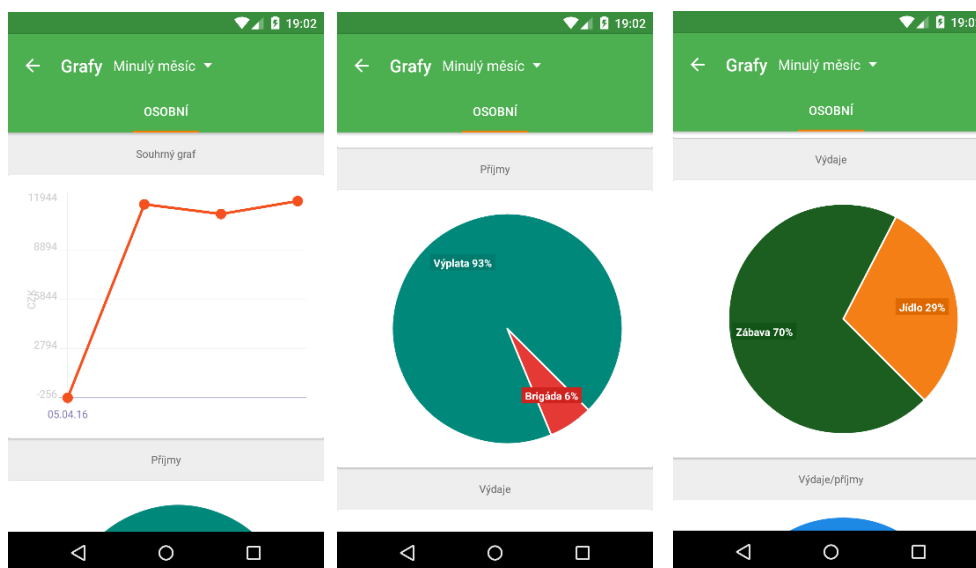 19:02
Grafy Minulý měsíc
OSOBNÍ
Souhrný graf
11944
8894
5844
2794
-256
CZK
05.04.16
Příjmy
19:02
Grafy Minulý měsíc
OSOBNÍ
Příjmy
Výplata 93%
Brigáda 6%
Výdaje
19:02
Grafy Minulý měsíc
OSOBNÍ
Výdaje
Jídlo 29%
Zábava 70%
Výdaje/příjmy